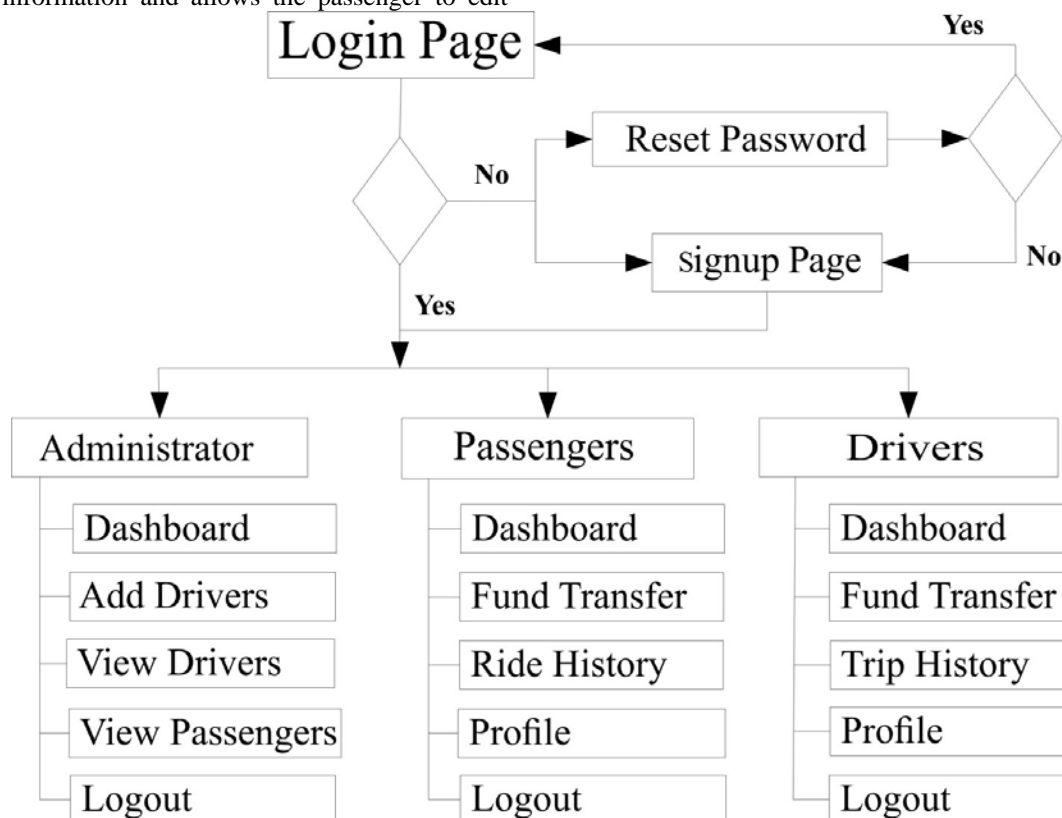 information and allows the passenger to edit
Login Page
Yes
Reset Password
No
Signup Page
No
Yes
Administrator
Passengers
Drivers
Dashboard
Dashboard
Dashboard
Add Drivers
Fund Transfer
Fund Transfer
View Drivers
Ride History
Trip History
View Passengers
Profile
Profile
Logout
Logout
Logout